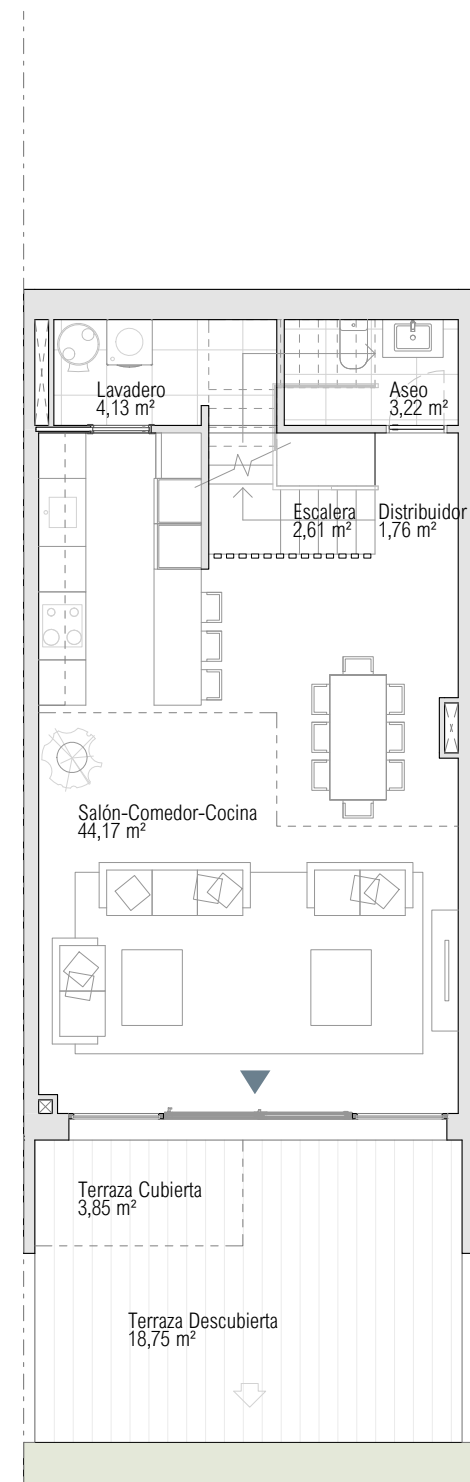 Lavadero
4,13 m²
Aseo
3,22 m²
Escalera
2,61 m²
Distribuidor
1,76 m²
Salón-Comedor-Cocina
44,17 m²
Terraza Cubierta
3,85 m²
Terraza Descubierta
18,75 m²